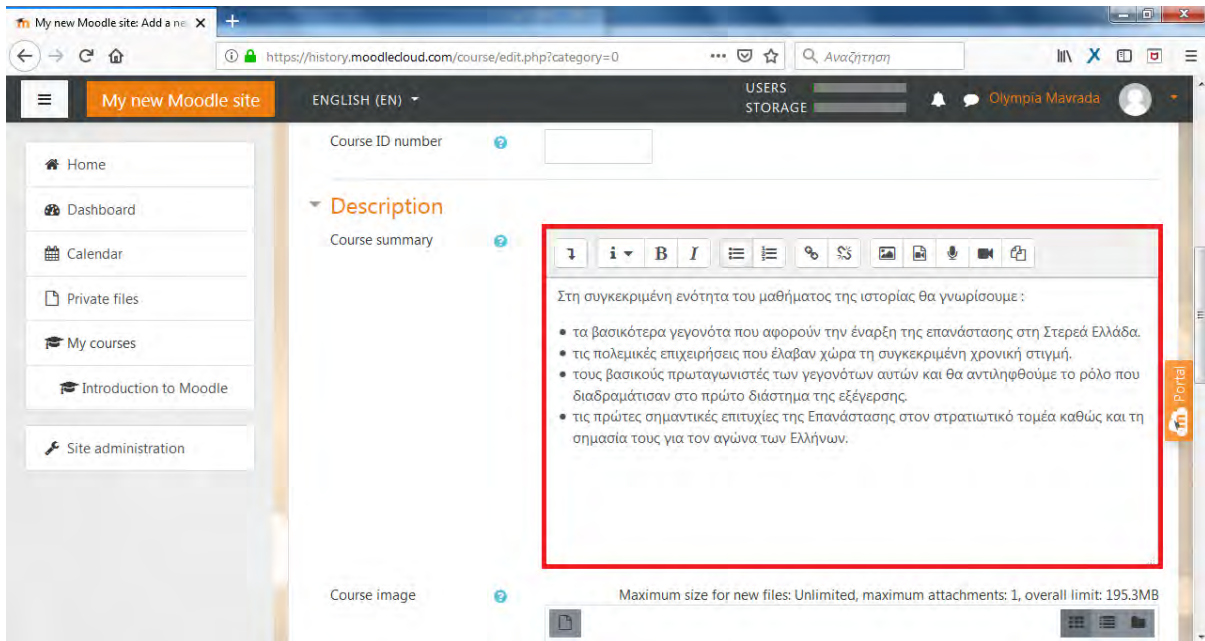 My new Moodle site: Add a ne
https://history.moodlecloud.com/course/edit.php?category=0
Αναζήτηση
My new Moodle site
ENGLISH (EN)
USERS
STORAGE
Olympia Mavrada
Home
Dashboard
Calendar
Private files
My courses
Introduction to Moodle
Site administration
Course ID number
Description
Course summary
B I
Στη συγκεκριμένη ενότητα του μαθήματος της ιστορίας θα γνωρίσουμε :
• τα βασικότερα γεγονότα που αφορούν την έναρξη της επανάστασης στη Στερεά Ελλάδα.
• τις πολεμικές επιχειρήσεις που έλαβαν χώρα τη συγκεκριμένη χρονική στιγμή.
• τους βασικούς πρωταγωνιστές των γεγονότων αυτών και θα αντιληφθούμε το ρόλο που
διαδραμάτισαν στο πρώτο διάστημα της εξέγερσης.
• τις πρώτες σημαντικές επιτυχίες της Επανάστασης στον στρατιωτικό τομέα καθώς και τη
σημασία τους για τον αγώνα των Ελλήνων.
Portal
Course image
Maximum size for new files: Unlimited, maximum attachments: 1, overall limit: 195.3MB